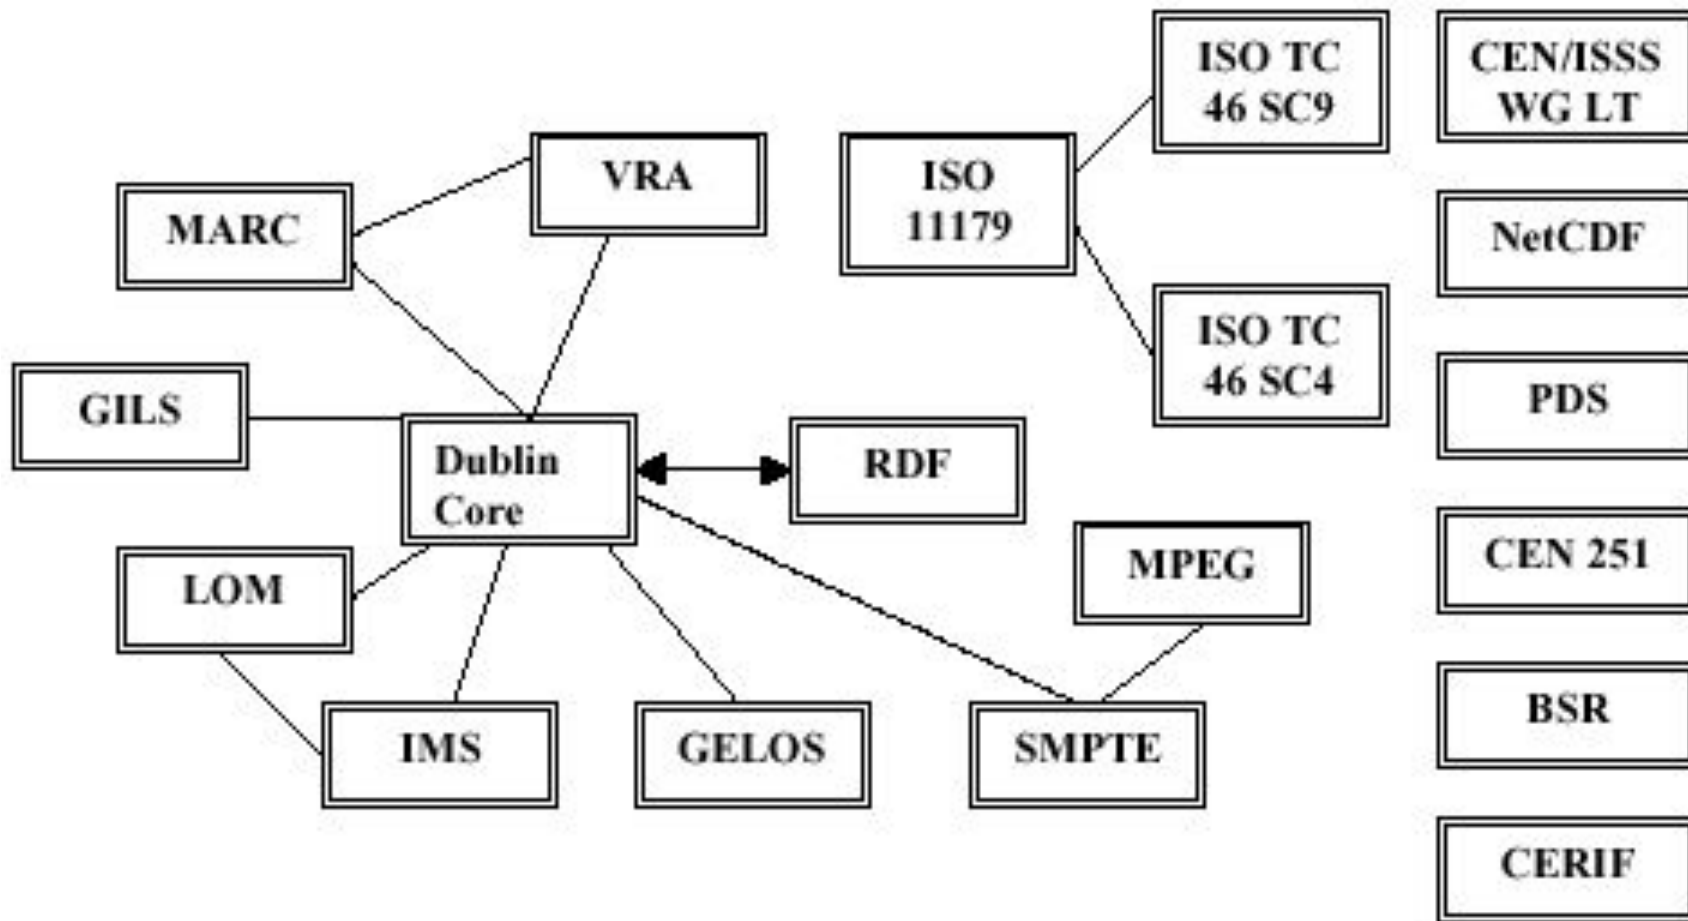 ISO TC
46 SC9
CEN/ISSS
WG LT
VRA
ISO
11179
MARC
NetCDF
ISO TC
46 SC4
GILS
PDS
Dublin
Core
RDF
MPEG
CEN 251
LOM
IMS
GELOS
SMPTE
BSR
CERIF